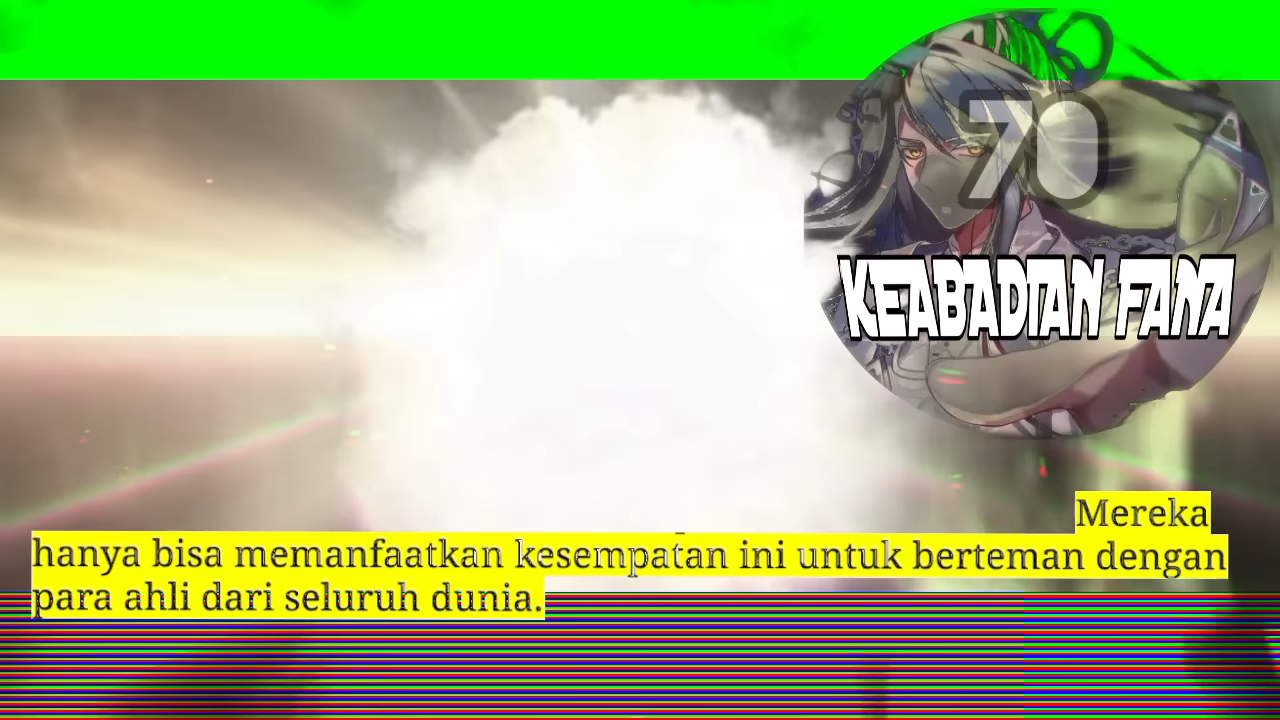 70
KEABADIAN FANA
Mereka
hanya bisa memanfaatkan kesempatan ini untuk berteman dengan
para ahli dari seluruh dunia.